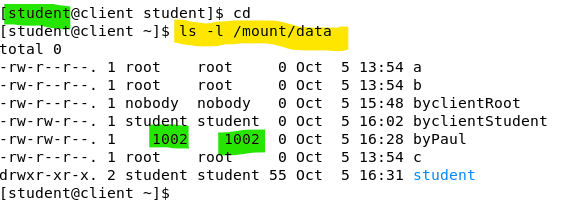 [student@client student]$ cd
[student@client ~]$ ls -l /mount/data
total 0
-rw-r--r--. 1 root    root    0 Oct  5 13:54 a
-rw-r--r--. 1 root    root    0 Oct  5 13:54 b
-rw-r--r--. 1 nobody  nobody  0 Oct  5 15:48 byclientRoot
-rw-rw-r--. 1 student student  0 Oct  5 16:02 byclientStudent
-rw-rw-r--. 1    1002    1002  0 Oct  5 16:28 byPaul
-rw-r--r--. 1 root    root    0 Oct  5 13:54 c
drwxr-xr-x. 2 student student 55 Oct  5 16:31 student
[student@client ~]$